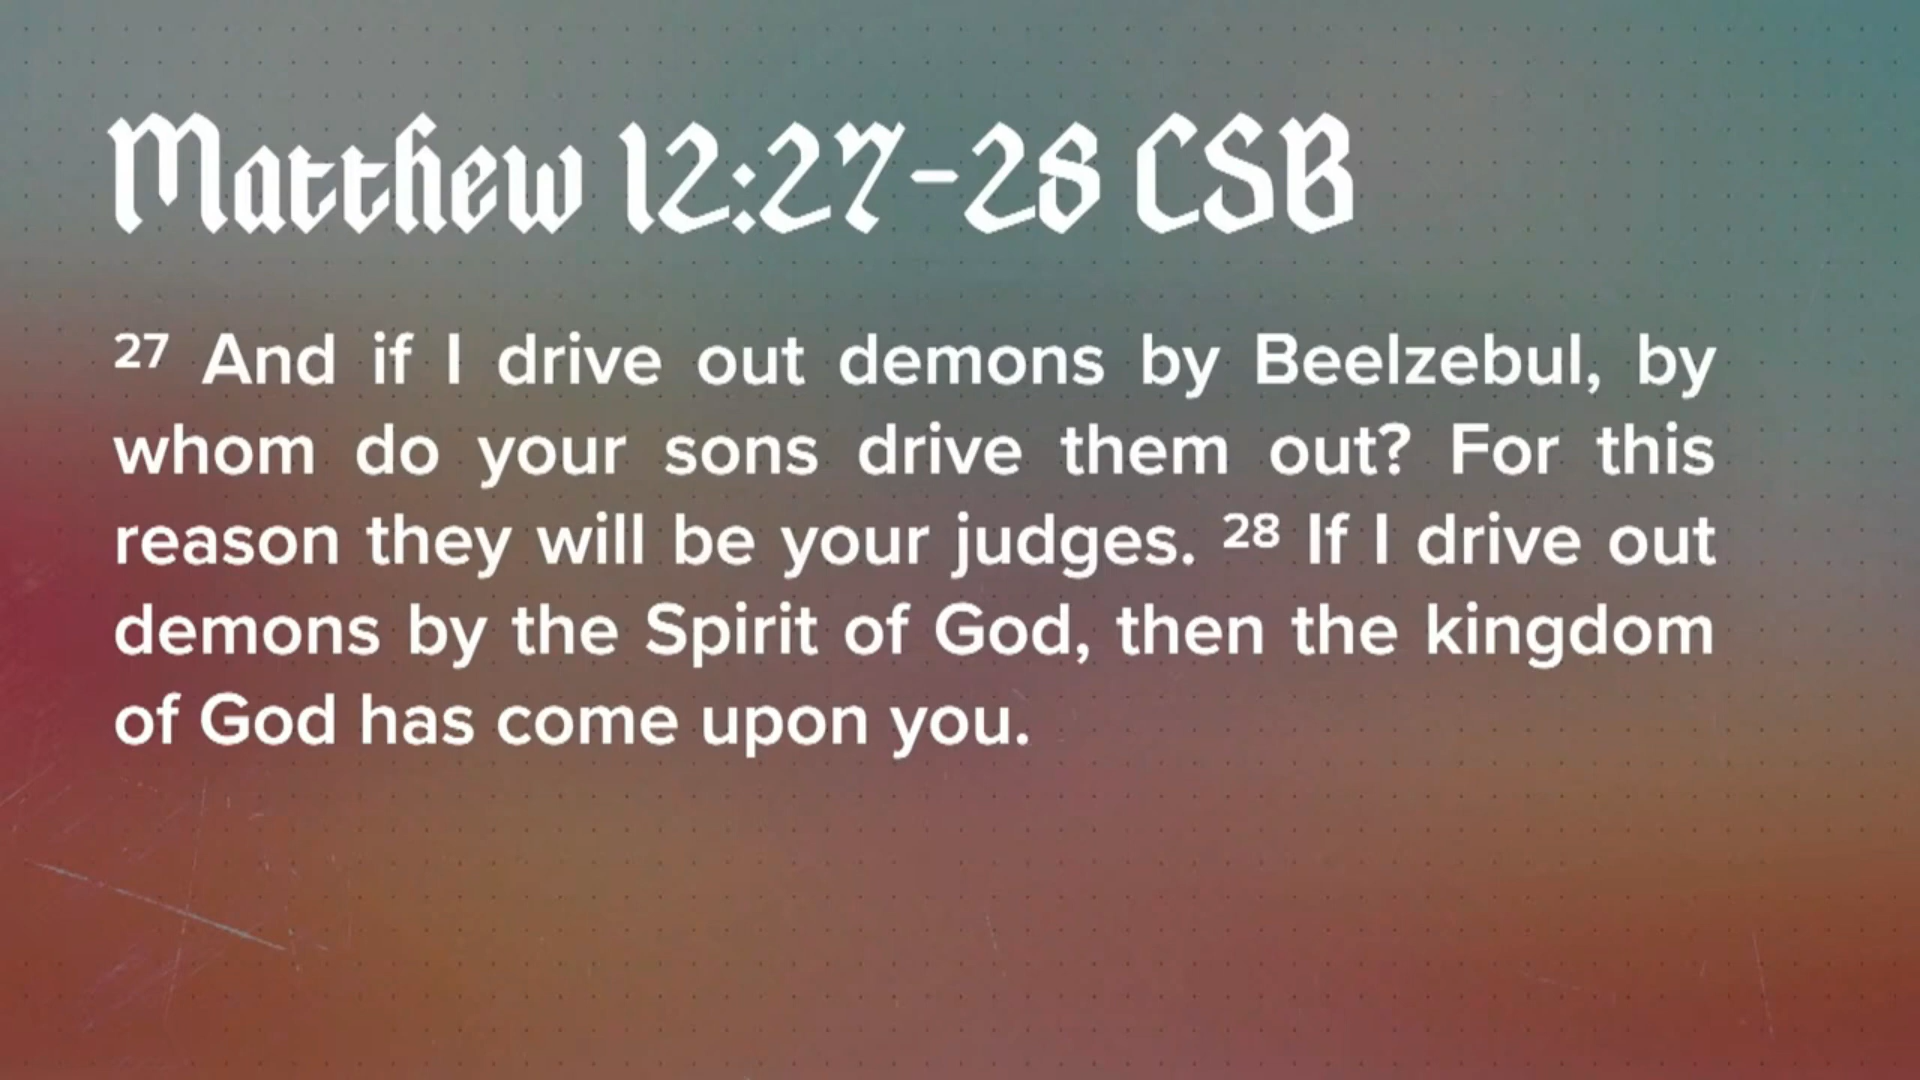 Matthew 12:27-28 CSB
27 And if I drive out demons by Beelzebul, by
whom do your sons drive them out? For this
reason they will be your judges. 28 If I drive out
demons by the Spirit of God, then the kingdom
of God has come upon you.